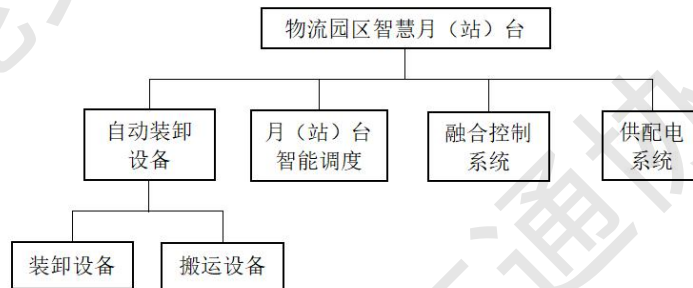 物流园区智慧月（站）台
自动装卸
设备
月（站）台
智能调度
融合控制
系统
供配电
系统
装卸设备
搬运设备
通协